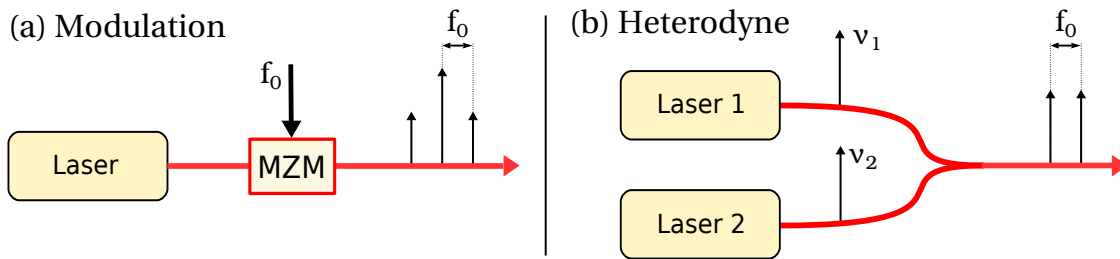 (a) Modulation
f₀
f₀
Laser
MZM
(b) Heterodyne
ν₁
f₀
Laser 1
ν₂
Laser 2